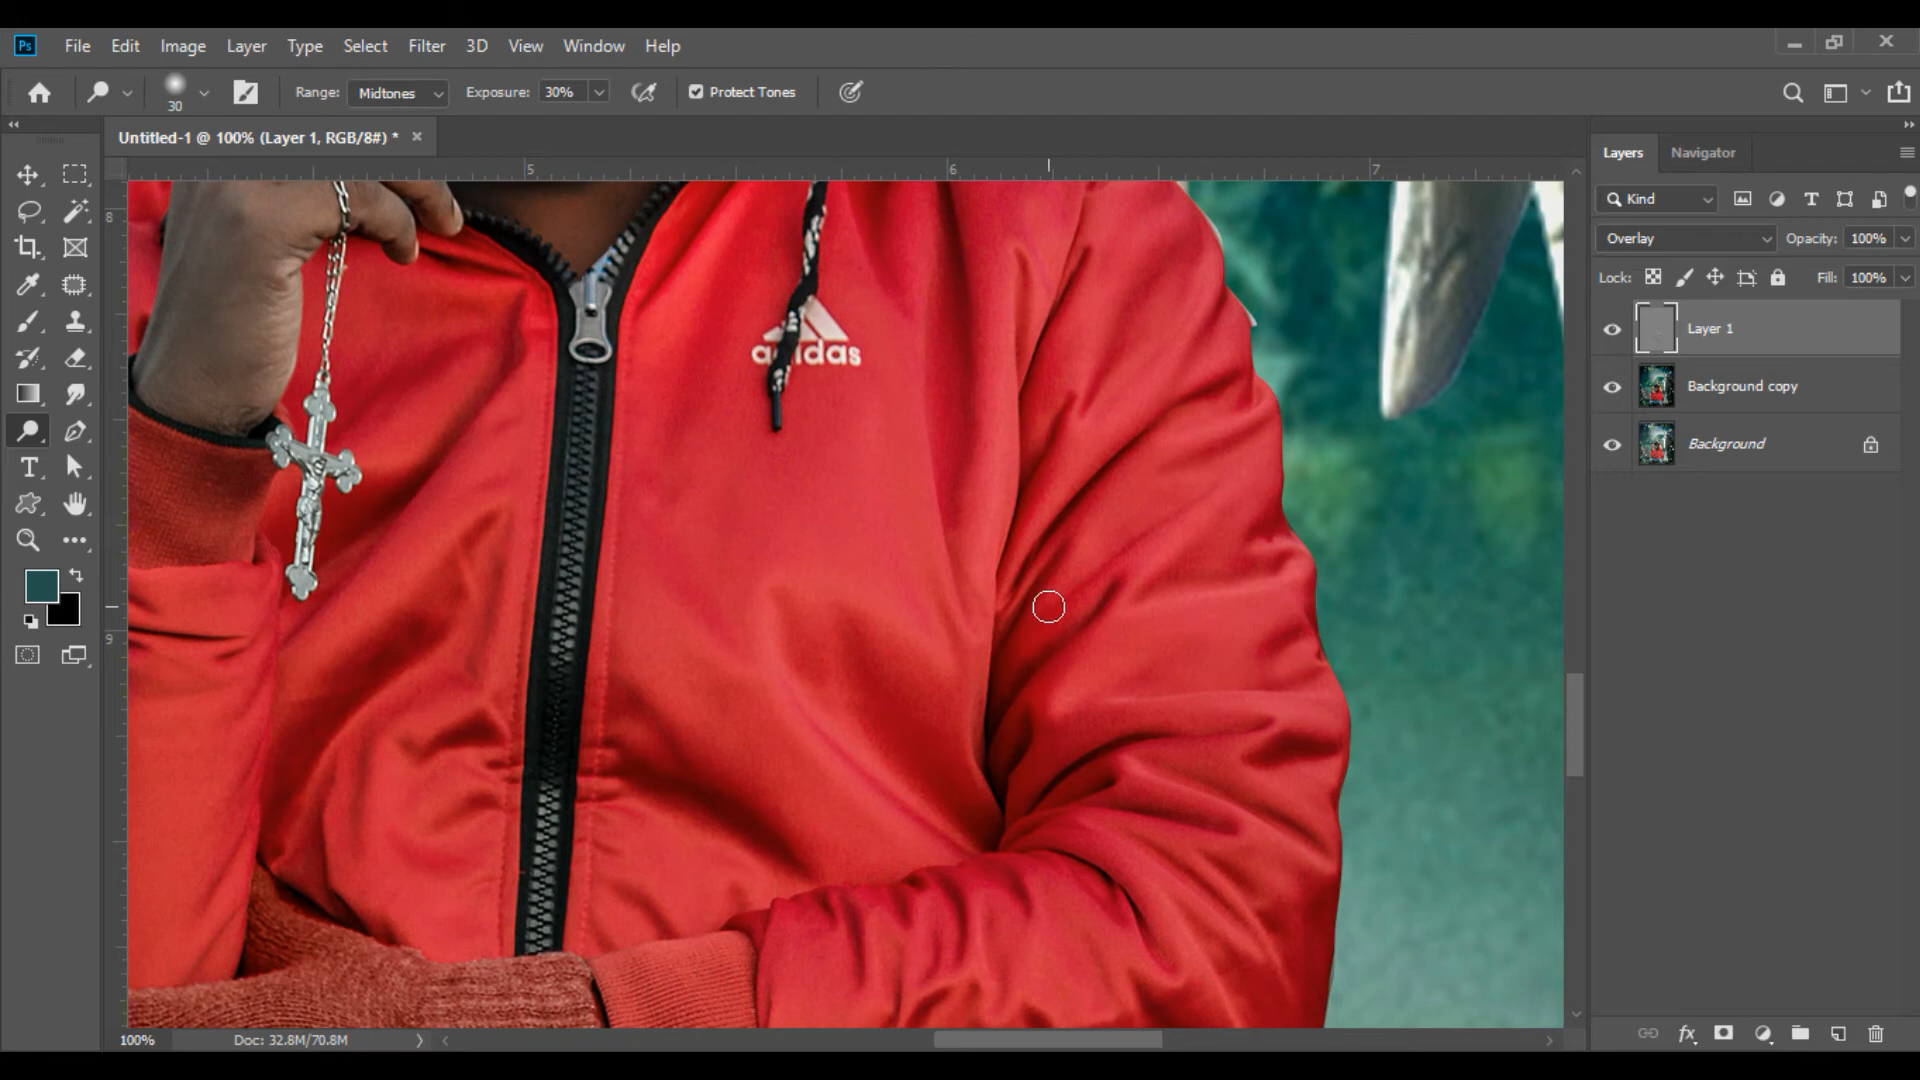 Ps File Edit Image Layer Type Select Filter 3D View Window Help
30 Range: Midtones Exposure: 30% Protect Tones
Untitled-1 @ 100% (Layer 1, RGB/8#) *
5 6 7
8
9
adidas
Layers Navigator
Kind
Overlay Opacity: 100%
Lock: Fill: 100%
Layer 1
Background copy
Background
100% Doc: 32.8M/70.8M